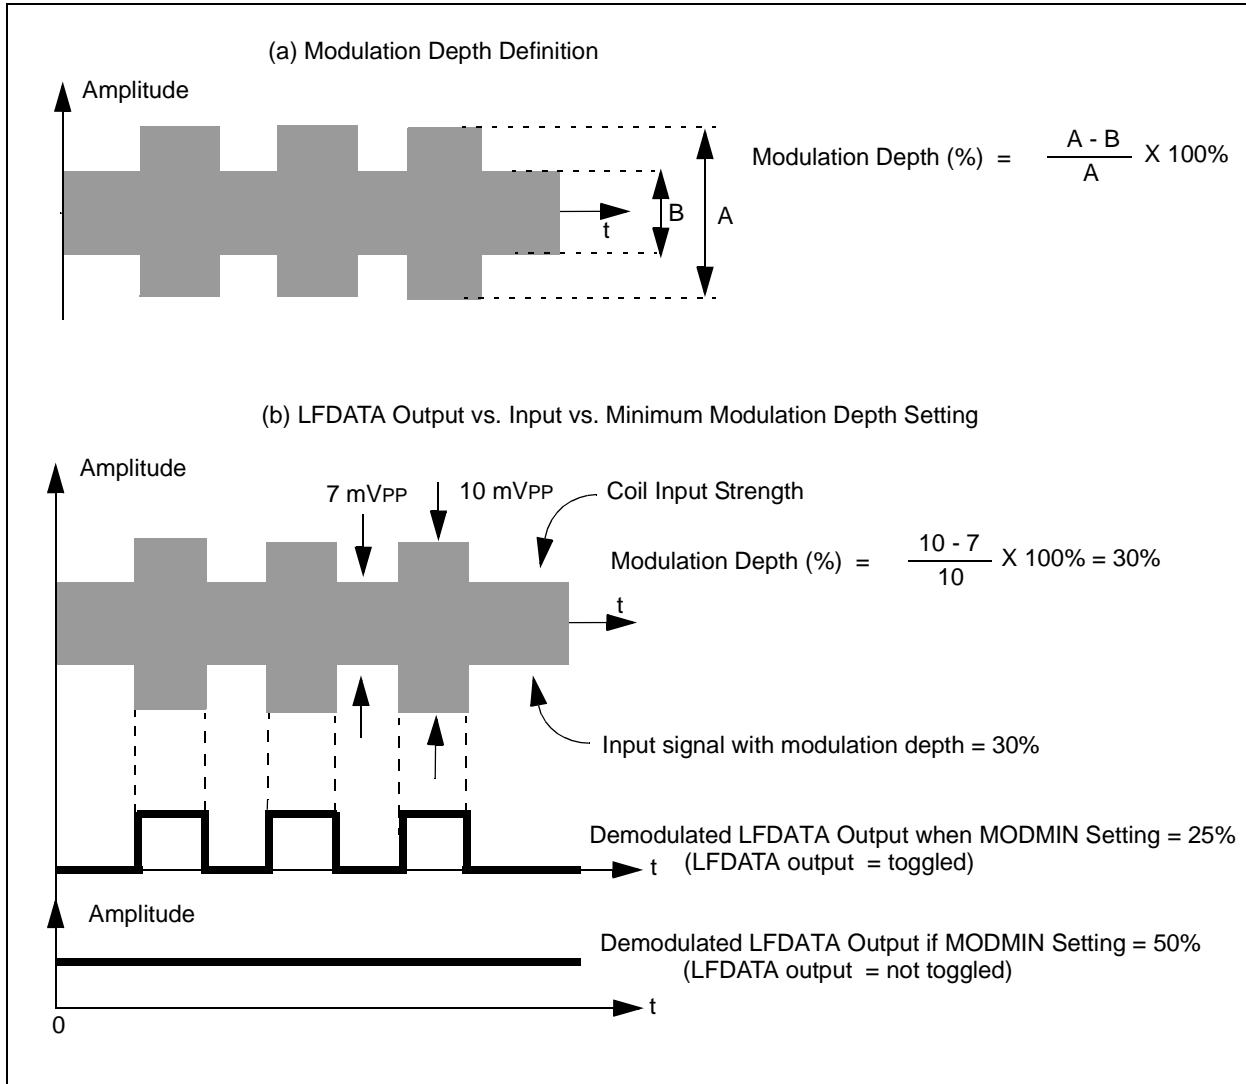 (a) Modulation Depth Definition
Amplitude
Modulation Depth (%) = A - B / A X 100%
B
A
t
(b) LFDATA Output vs. Input vs. Minimum Modulation Depth Setting
Amplitude
7 mVPP
10 mVPP
Coil Input Strength
Modulation Depth (%) = 10 - 7 / 10 X 100% = 30%
t
Input signal with modulation depth = 30%
Demodulated LFDATA Output when MODMIN Setting = 25%
t
(LFDATA output = toggled)
Amplitude
Demodulated LFDATA Output if MODMIN Setting = 50%
(LFDATA output = not toggled)
t
0